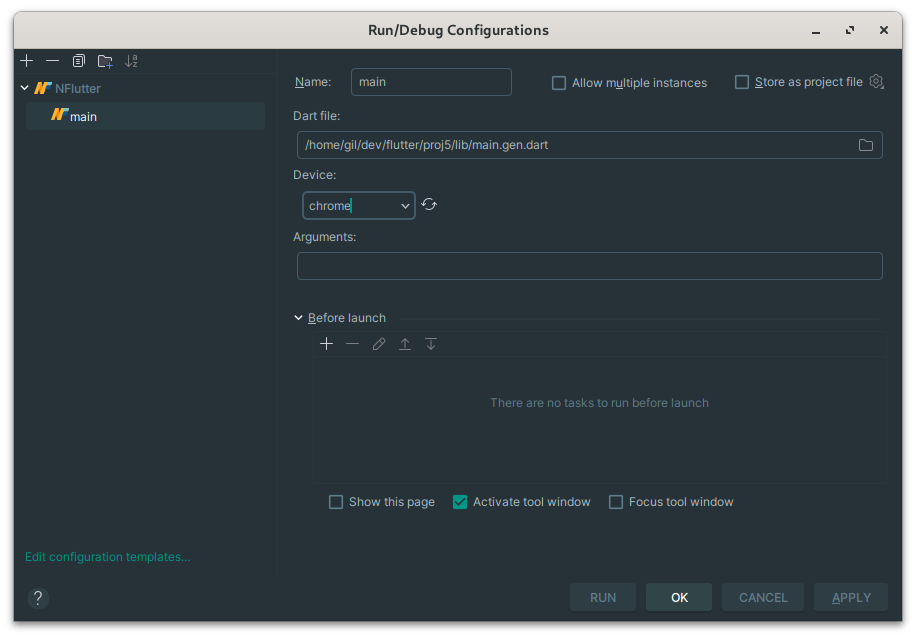 Run/Debug Configurations
NFlutter
main
Name: main Allow multiple instances Store as project file
Dart file:
/home/gil/dev/flutter/proj5/lib/main.gen.dart
Device:
chrome
Arguments:
Before launch
There are no tasks to run before launch
Show this page Activate tool window Focus tool window
Edit configuration templates...
? RUN OK CANCEL APPLY